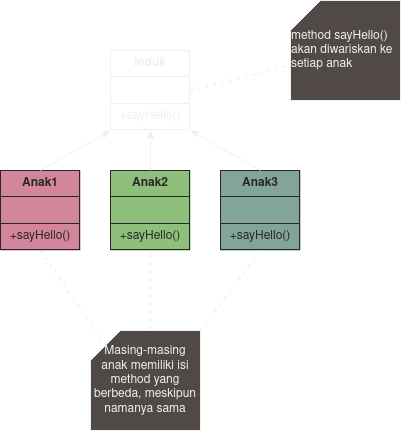 method sayHello()
akan diwariskan ke
setiap anak
induk
+sayHello()
Anak1
Anak2
Anak3
+sayHello()
+sayHello()
+sayHello()
Masing-masing
anak memiliki isi
method yang
berbeda, meskipun
namanya sama